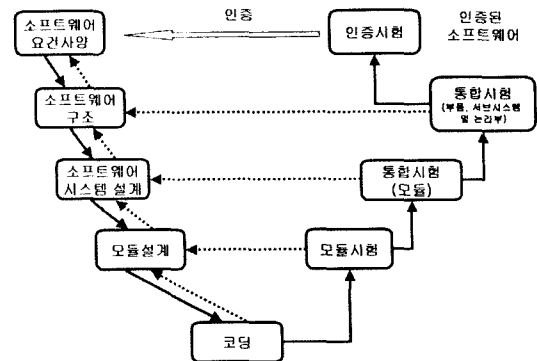 소프트웨어
요건사양
인증
인증시험
인증된
소프트웨어
소프트웨어
구조
통합시험
(부품, 서브시스템
및 논리부)
소프트웨어
시스템 설계
통합시험
(모듈)
모듈설계
모듈시험
코딩